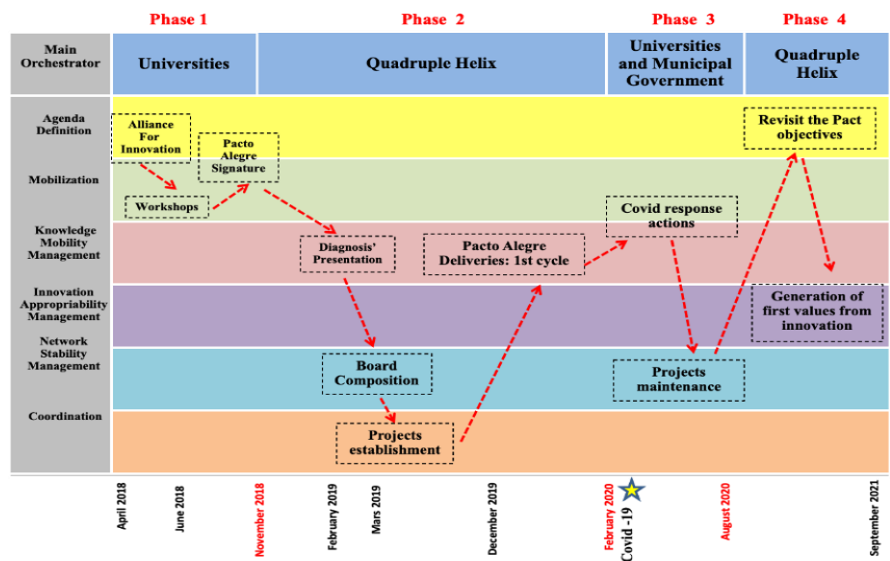 Phase 1
Phase 2
Phase 3
Phase 4
Main
Orchestrator
Universities
Quadruple Helix
Universities
and Municipal
Government
Quadruple
Helix
Agenda
Definition
Alliance
For
Innovation
Pacto
Alegre
Signature
Revisit the Pact
objectives
Mobilization
Workshops
Covid response
actions
Knowledge
Mobility
Management
Diagnosis'
Presentation
Pacto Alegre
Deliveries: 1st cycle
Innovation
Appropriability
Management
Generation of
first values from
innovation
Network
Stability
Management
Board
Composition
Projects
maintenance
Coordination
Projects
establishment
April 2018
June 2018
November 2018
February 2019
Mars 2019
December 2019
February 2020
Covid -19
August 2020
September 2021